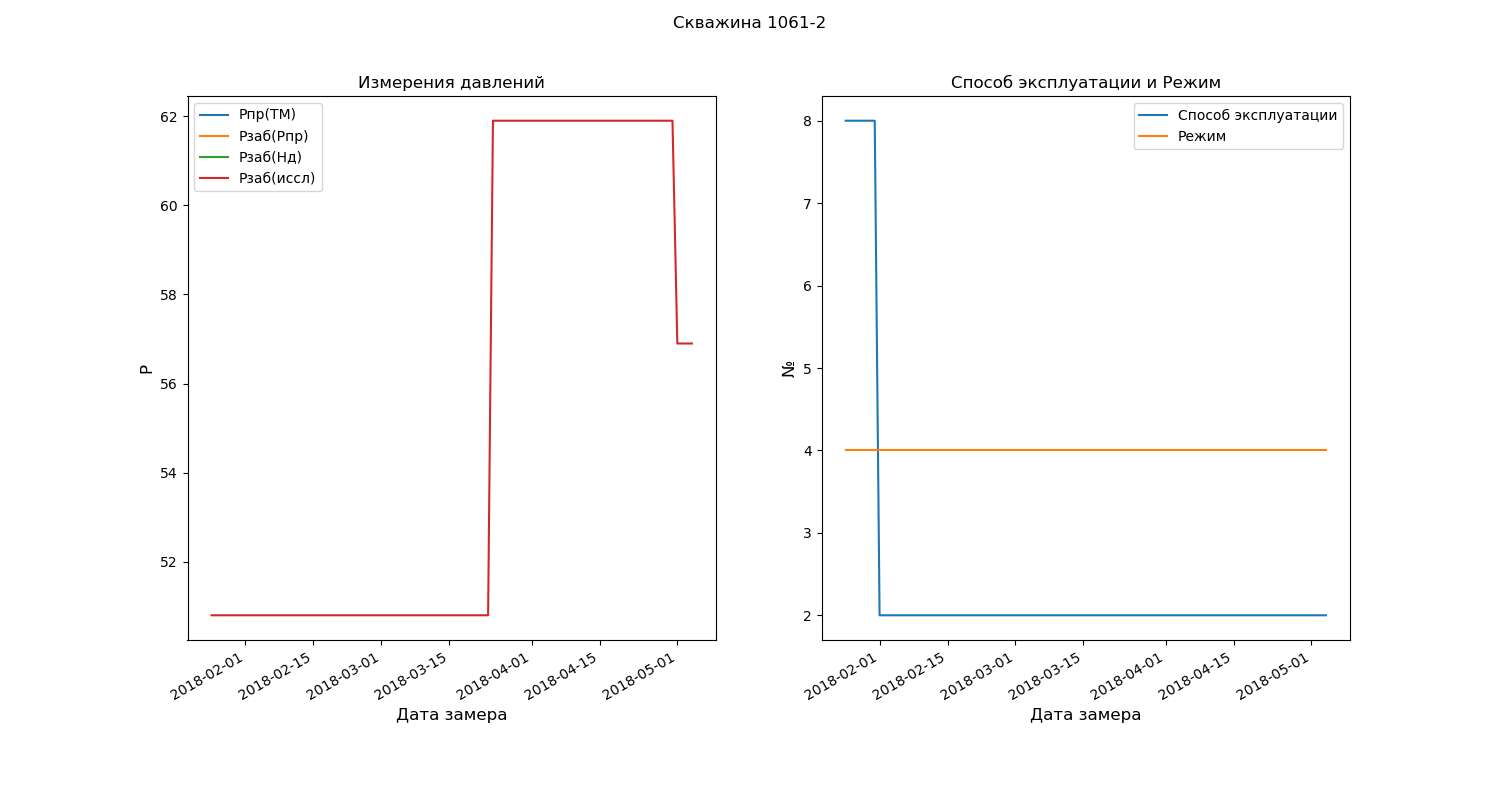 Скважина 1061-2
Измерения давлений
Рпр(ТМ)
Рзаб(Рпр)
Рзаб(Нд)
Рзаб(иссл)
62
60
58
56
54
52
Р
2018-02-01
2018-02-15
2018-03-01
2018-03-15
2018-04-01
2018-04-15
2018-05-01
Дата замера
Способ эксплуатации и Режим
Способ эксплуатации
Режим
8
7
6
5
4
3
2
№
2018-02-01
2018-02-15
2018-03-01
2018-03-15
2018-04-01
2018-04-15
2018-05-01
Дата замера